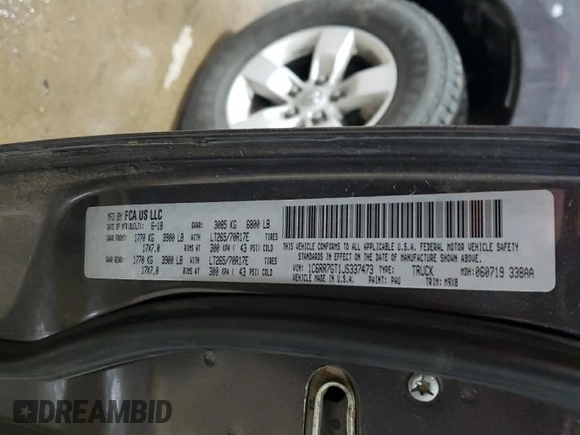 MFD BY FCA US LLC
DATE OF MFR (BUILT): 6-18 GVWR: 3085 KG 6800 LB
GAWR FRONT: 1770 KG 3900 LB WITH LT265/70R17E TIRES
17X7.0 RIMS AT 300 KPA / 43 PSI COLD
GAWR REAR: 1770 KG 3900 LB WITH LT265/70R17E TIRES
17X7.0 RIMS AT 300 KPA / 43 PSI COLD
THIS VEHICLE CONFORMS TO ALL APPLICABLE U.S.A. FEDERAL MOTOR VEHICLE SAFETY
STANDARDS IN EFFECT ON THE DATE OF MANUFACTURE SHOWN ABOVE.
VIN: 1C6RR7GT1JS337473 TYPE: TRUCK MDH: 060719 338AA
VEHICLE MADE IN U.S.A. PAINT: PAU TRIM: M9X8
DREAMBID